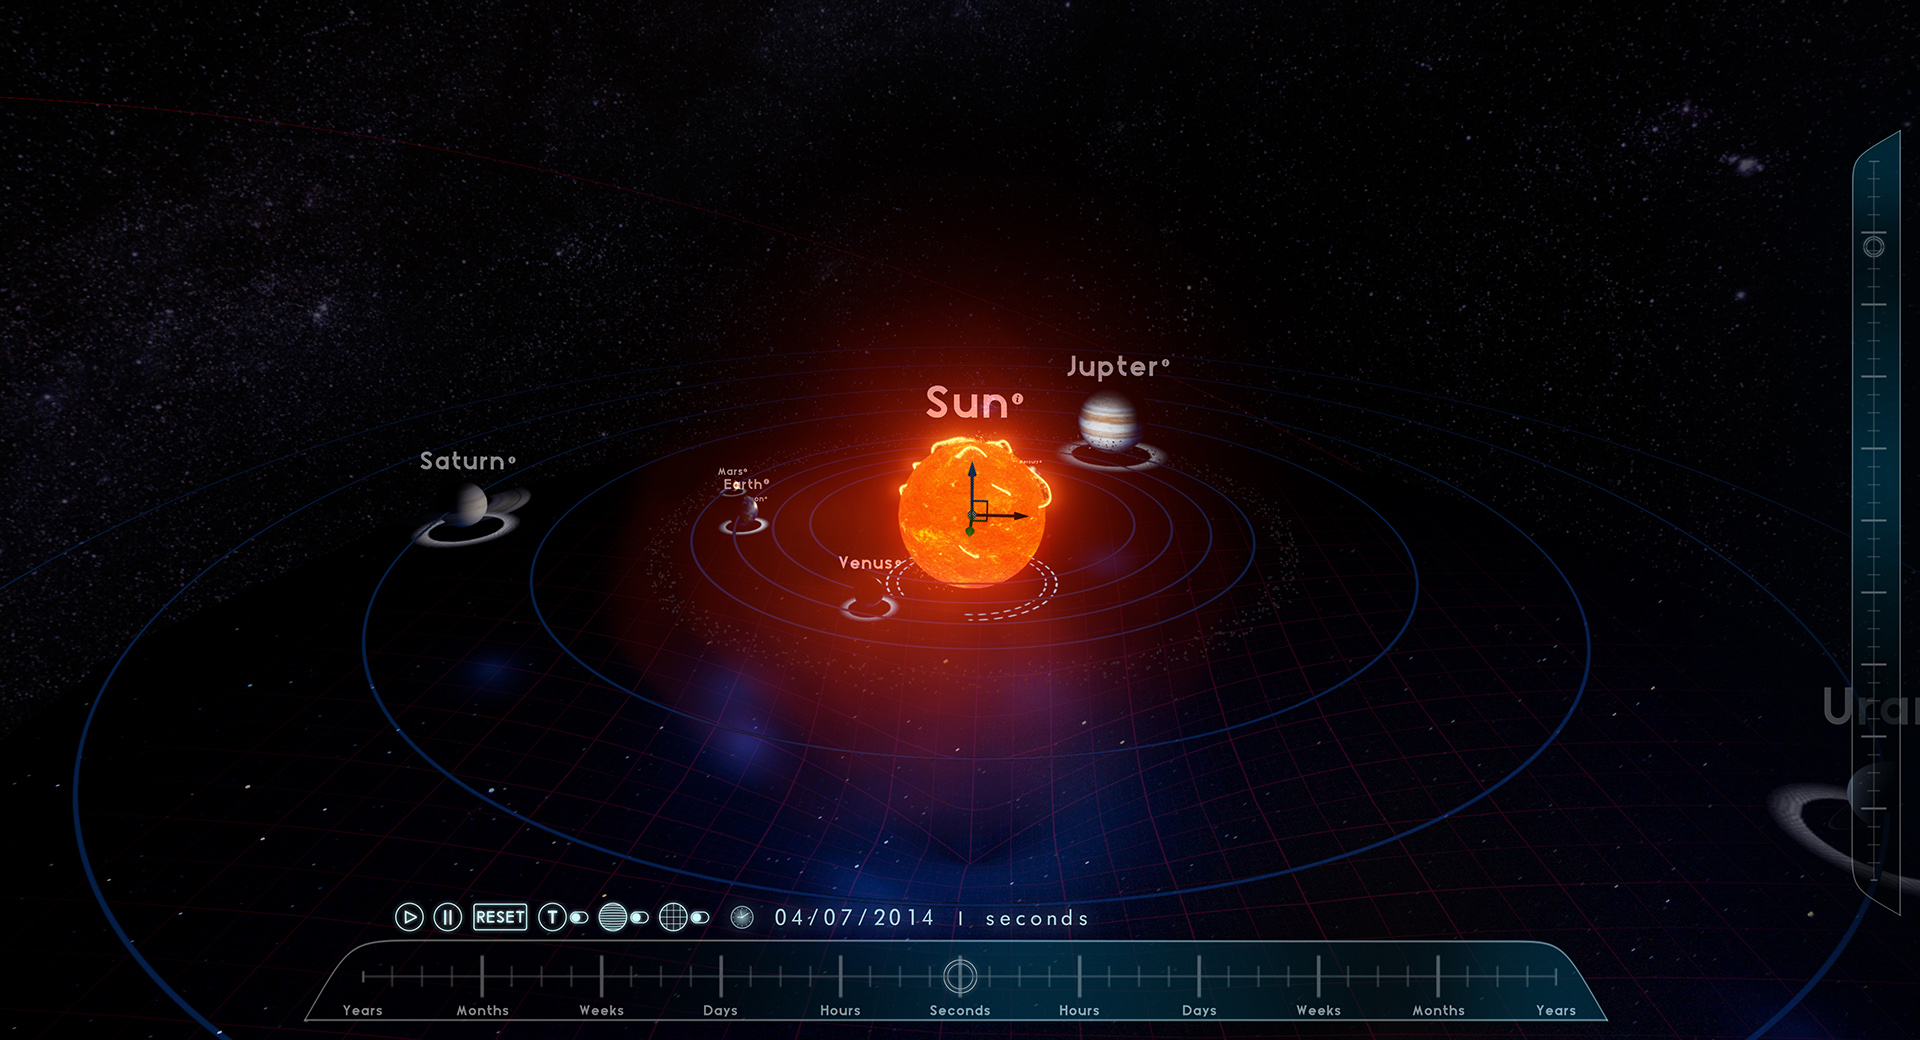 Jupter
Sun
Saturn
Mars
Earth
Venus
RESET T 04/07/2014 | seconds
Years Months Weeks Days Hours Seconds Hours Days Weeks Months Years